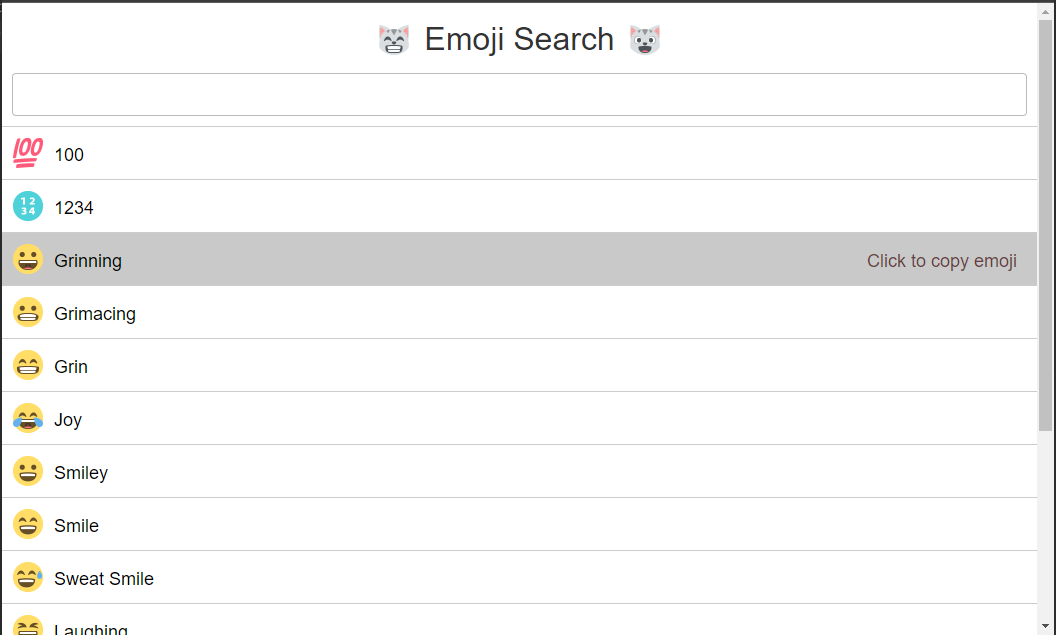 Emoji Search
100
1234
Grinning Click to copy emoji
Grimacing
Grin
Joy
Smiley
Smile
Sweat Smile
Laughing